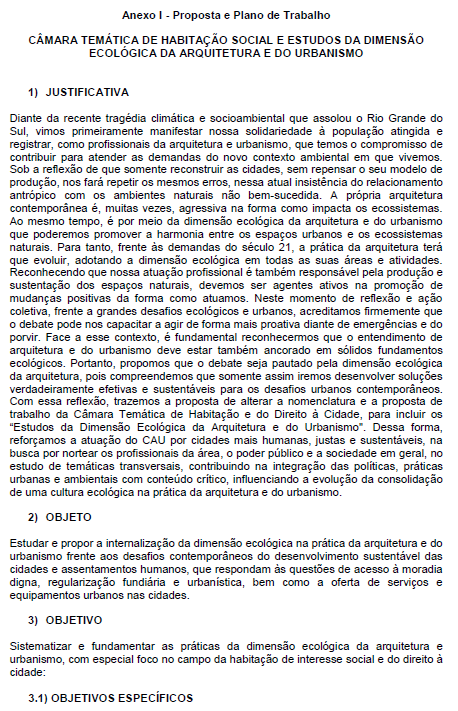 Anexo I - Proposta e Plano de Trabalho
CÂMARA TEMÁTICA DE HABITAÇÃO SOCIAL E ESTUDOS DA DIMENSÃO
ECOLÓGICA DA ARQUITETURA E DO URBANISMO
1) JUSTIFICATIVA
Diante da recente tragédia climática e socioambiental que assolou o Rio Grande do
Sul, vimos primeiramente manifestar nossa solidariedade à população atingida e
registrar, como profissionais da arquitetura e urbanismo, que temos o compromisso de
contribuir para atender as demandas do novo contexto ambiental em que vivemos.
Sob a reflexão de que somente reconstruir as cidades, sem repensar o seu modelo de
produção, nos fará repetir os mesmos erros, nessa atual insistência do relacionamento
antrópico com os ambientes naturais não bem-sucedida. A própria arquitetura
contemporânea é, muitas vezes, agressiva na forma como impacta os ecossistemas.
Ao mesmo tempo, é por meio da dimensão ecológica da arquitetura e do urbanismo
que poderemos promover a harmonia entre os espaços urbanos e os ecossistemas
naturais. Para tanto, frente às demandas do século 21, a prática da arquitetura terá
que evoluir, adotando a dimensão ecológica em todas as suas áreas e atividades.
Reconhecendo que nossa atuação profissional é também responsável pela produção e
sustentação dos espaços naturais, devemos ser agentes ativos na promoção de
mudanças positivas da forma como atuamos. Neste momento de reflexão e ação
coletiva, frente a grandes desafios ecológicos e urbanos, acreditamos firmemente que
o debate pode nos capacitar a agir de forma mais proativa diante de emergências e do
porvir. Face a esse contexto, é fundamental reconhecermos que o entendimento de
arquitetura e do urbanismo deve estar também ancorado em sólidos fundamentos
ecológicos. Portanto, propomos que o debate seja pautado pela dimensão ecológica
da arquitetura, pois compreendemos que somente assim iremos desenvolver soluções
verdadeiramente efetivas e sustentáveis para os desafios urbanos contemporâneos.
Com essa reflexão, trazemos a proposta de alterar a nomenclatura e a proposta de
trabalho da Câmara Temática de Habitação e do Direito à Cidade, para incluir os
“Estudos da Dimensão Ecológica da Arquitetura e do Urbanismo”. Dessa forma,
reforçamos a atuação do CAU por cidades mais humanas, justas e sustentáveis, na
busca por nortear os profissionais da área, o poder público e a sociedade em geral, no
estudo de temáticas transversais, contribuindo na integração das políticas, práticas
urbanas e ambientais com conteúdo crítico, influenciando a evolução da consolidação
de uma cultura ecológica na prática da arquitetura e do urbanismo.
2) OBJETO
Estudar e propor a internalização da dimensão ecológica na prática da arquitetura e do
urbanismo frente aos desafios contemporâneos do desenvolvimento sustentável das
cidades e assentamentos humanos, que respondam às questões de acesso à moradia
digna, regularização fundiária e urbanística, bem como a oferta de serviços e
equipamentos urbanos nas cidades.
3) OBJETIVO
Sistematizar e fundamentar as práticas da dimensão ecológica da arquitetura e
urbanismo, com especial foco no campo da habitação de interesse social e do direito à
cidade:
3.1) OBJETIVOS ESPECÍFICOS